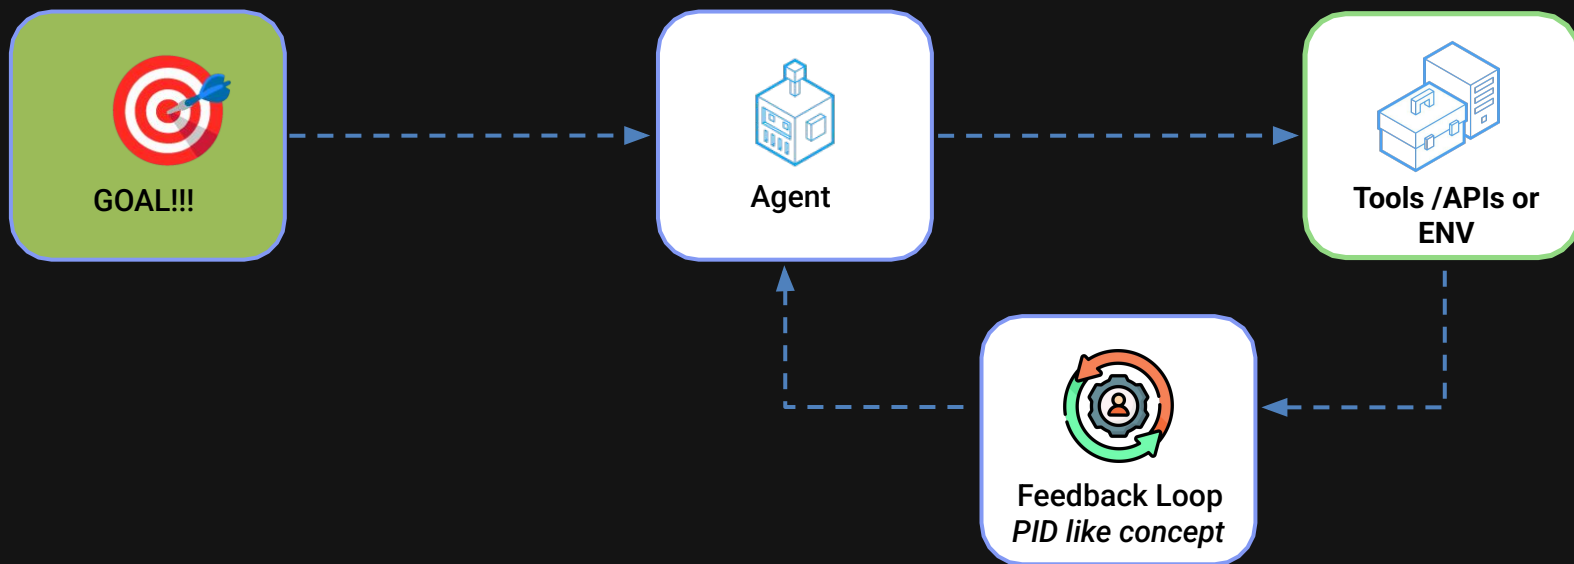 GOAL!!!
Agent
Tools /APIs or
ENV
Feedback Loop
PID like concept